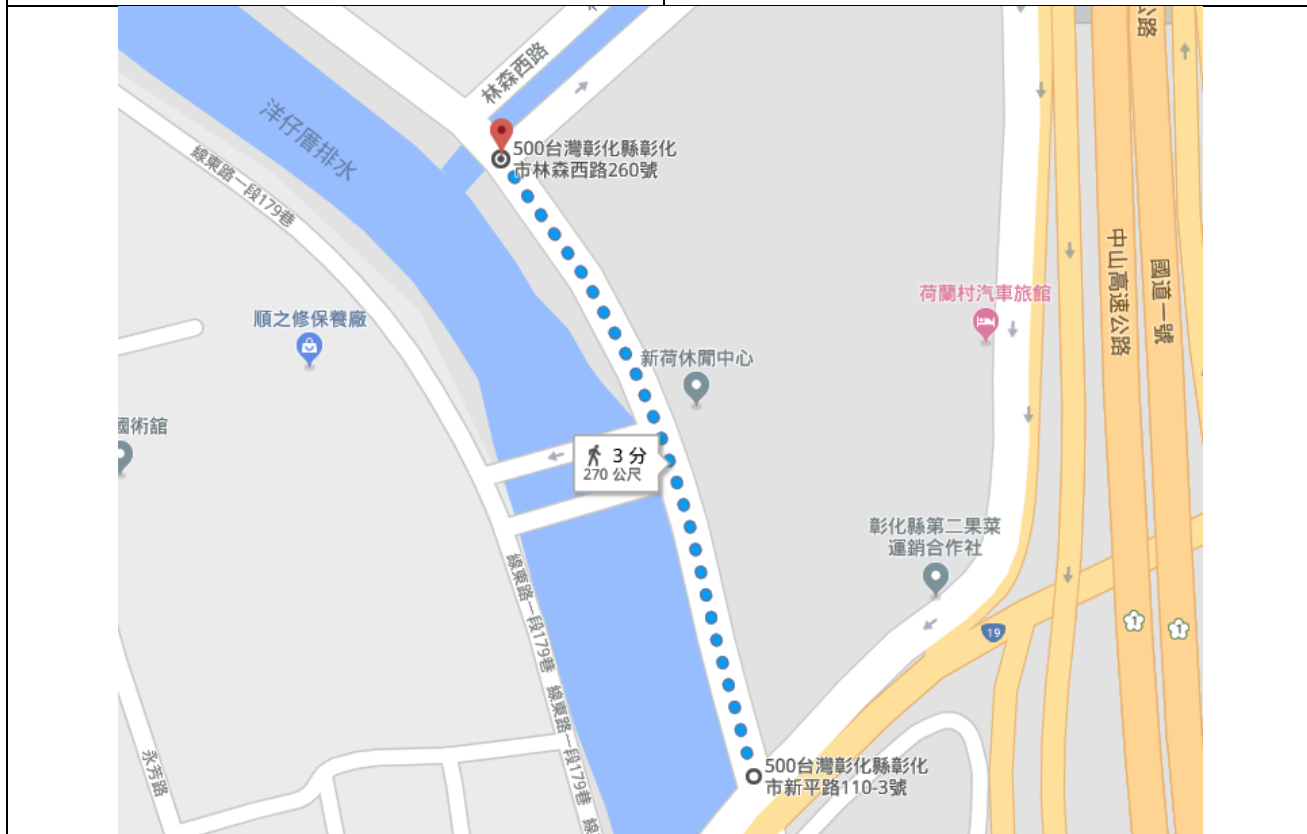 公路
林森西路
洋仔厝排水
500台灣彰化縣彰化
市林森西路260號
線東路一段179巷
中山高速公路
國道一號
荷蘭村汽車旅館
順之修保養廠
新荷休閒中心
國術館
3 分
270 公尺
彰化縣第二果菜
運銷合作社
線東路一段179巷
19
1
1
線東路一段179巷
永芳路
500台灣彰化縣彰化
市新平路110-3號
線